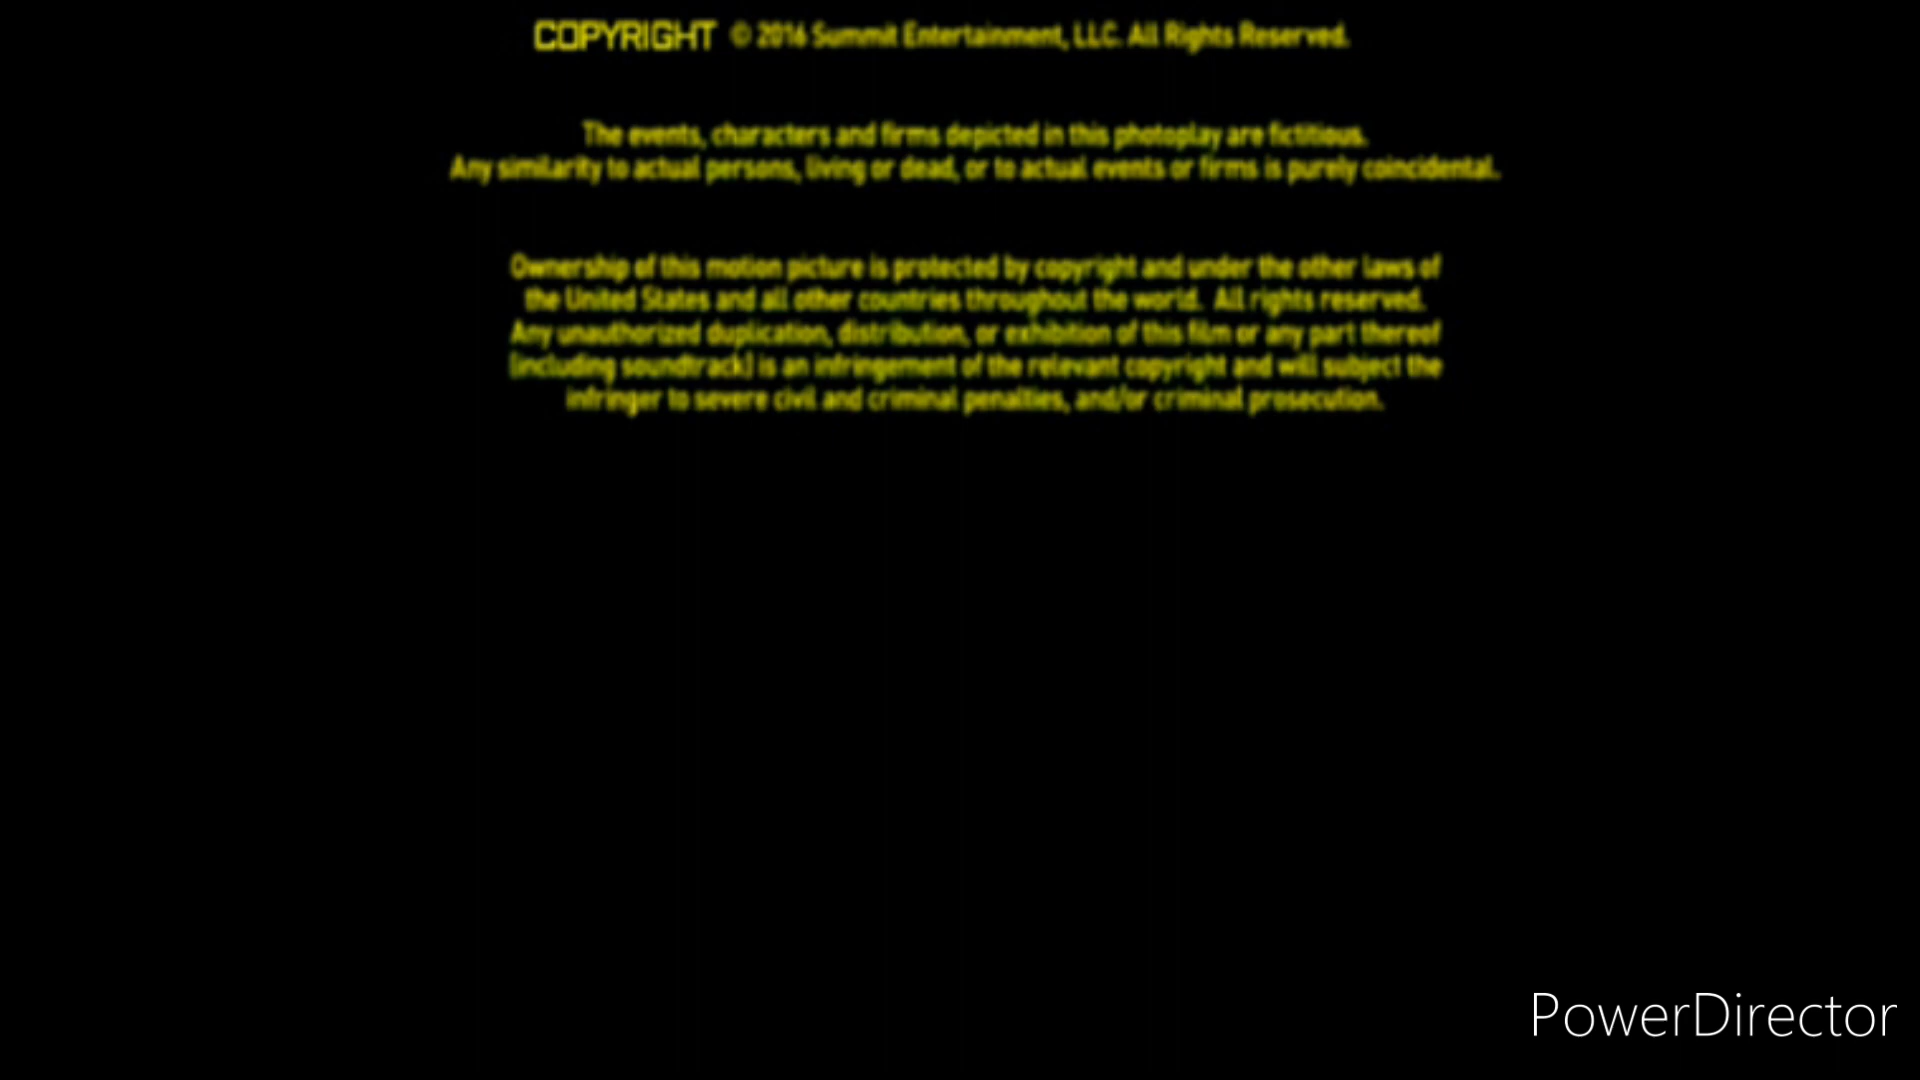 COPYRIGHT © 2016 Summit Entertainment, LLC. All Rights Reserved.
The events, characters and firms depicted in this photoplay are fictitious.
Any similarity to actual persons, living or dead, or to actual events or firms is purely coincidental.
Ownership of this motion picture is protected by copyright and under the other laws of
the United States and all other countries throughout the world. All rights reserved.
Any unauthorized duplication, distribution, or exhibition of this film or any part thereof
(including soundtrack) is an infringement of the relevant copyright and will subject the
infringer to severe civil and criminal penalties, and/or criminal prosecution.
PowerDirector